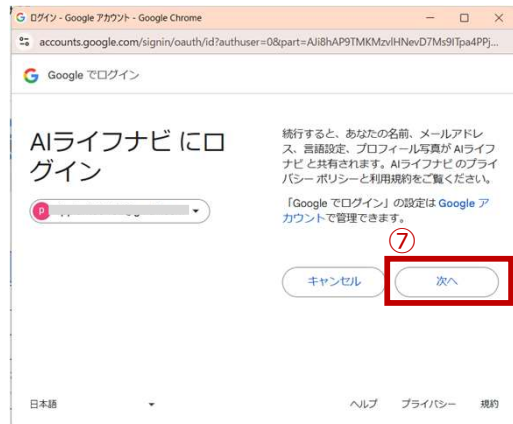 ログイン - Google アカウント - Google Chrome
accounts.google.com/signin/oauth/id?authuser=0&part=AJi8hAP9TMKMzvlHNevD7Ms9ITpa4PPj...
G Google でログイン
AIライフナビ にロ
グイン
続行すると、あなたの名前、メールアドレ
ス、言語設定、プロフィール写真が AIライフ
ナビ と共有されます。AIライフナビ のプライ
バシー ポリシーと利用規約をご覧ください。
p
「Google でログイン」の設定は Google ア
カウントで管理できます。
⑦
キャンセル
次へ
日本語
ヘルプ
プライバシー
規約